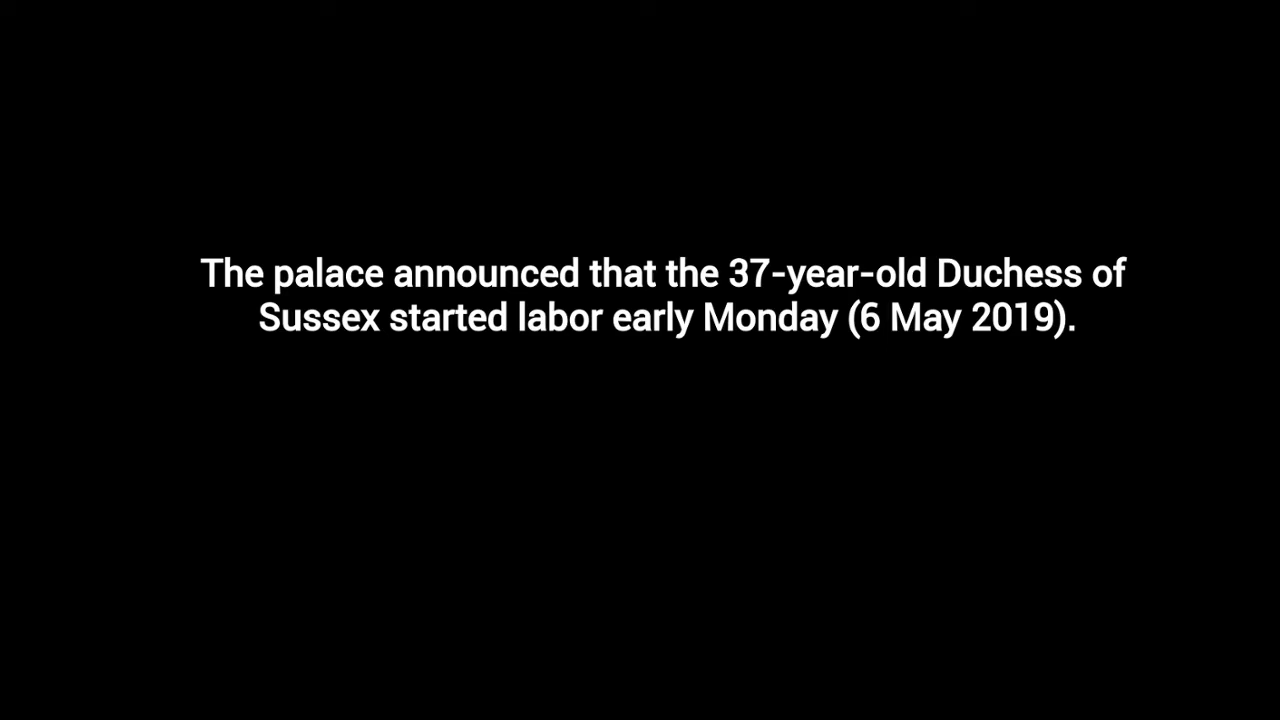 The palace announced that the 37-year-old Duchess of
Sussex started labor early Monday (6 May 2019).